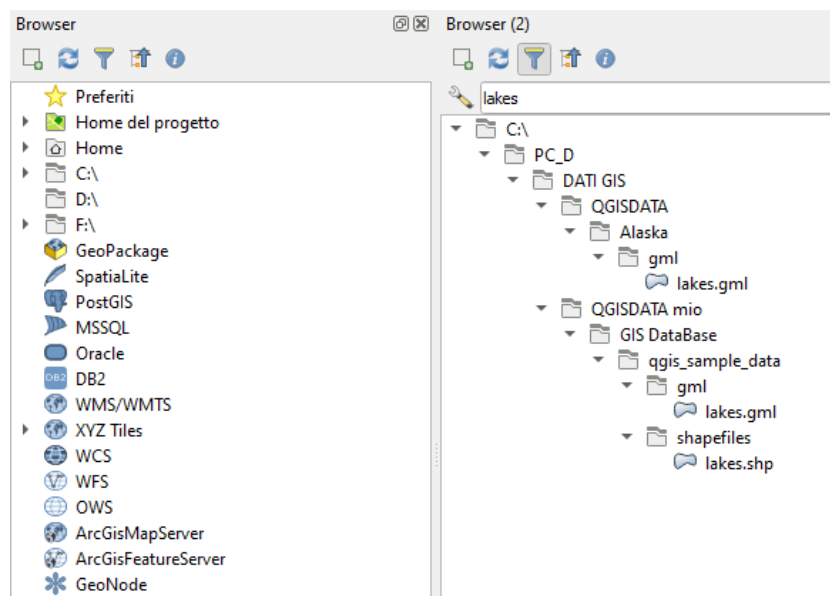 Browser
Preferiti
Home del progetto
Home
C:\
D:\
F:\
GeoPackage
SpatiaLite
PostGIS
MSSQL
Oracle
DB2
DB2
WMS/WMTS
XYZ Tiles
WCS
WFS
OWS
ArcGisMapServer
ArcGisFeatureServer
GeoNode
Browser (2)
lakes
C:\
PC_D
DATI GIS
QGISDATA
Alaska
gml
lakes.gml
QGISDATA mio
GIS DataBase
qgis_sample_data
gml
lakes.gml
shapefiles
lakes.shp